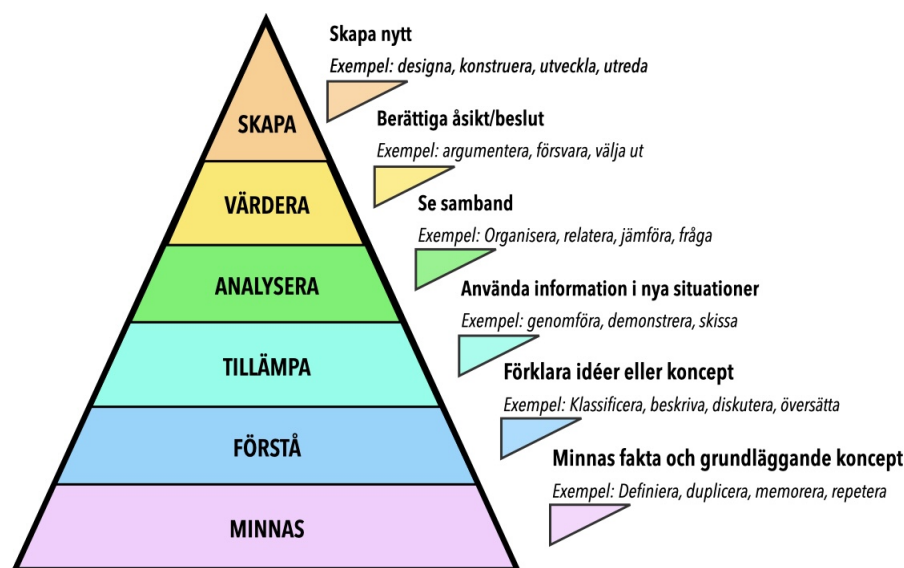 Skapa nytt
Exempel: designa, konstruera, utveckla, utreda
SKAPA
Berättiga åsikt/beslut
Exempel: argumentera, försvara, välja ut
VÄRDERA
Se samband
Exempel: Organisera, relatera, jämföra, fråga
ANALYSERA
Använda information i nya situationer
Exempel: genomföra, demonstrera, skissa
TILLÄMPA
Förklara idéer eller koncept
Exempel: Klassificera, beskriva, diskutera, översätta
FÖRSTÅ
Minnas fakta och grundläggande koncept
Exempel: Definiera, duplicera, memorera, repetera
MINNAS